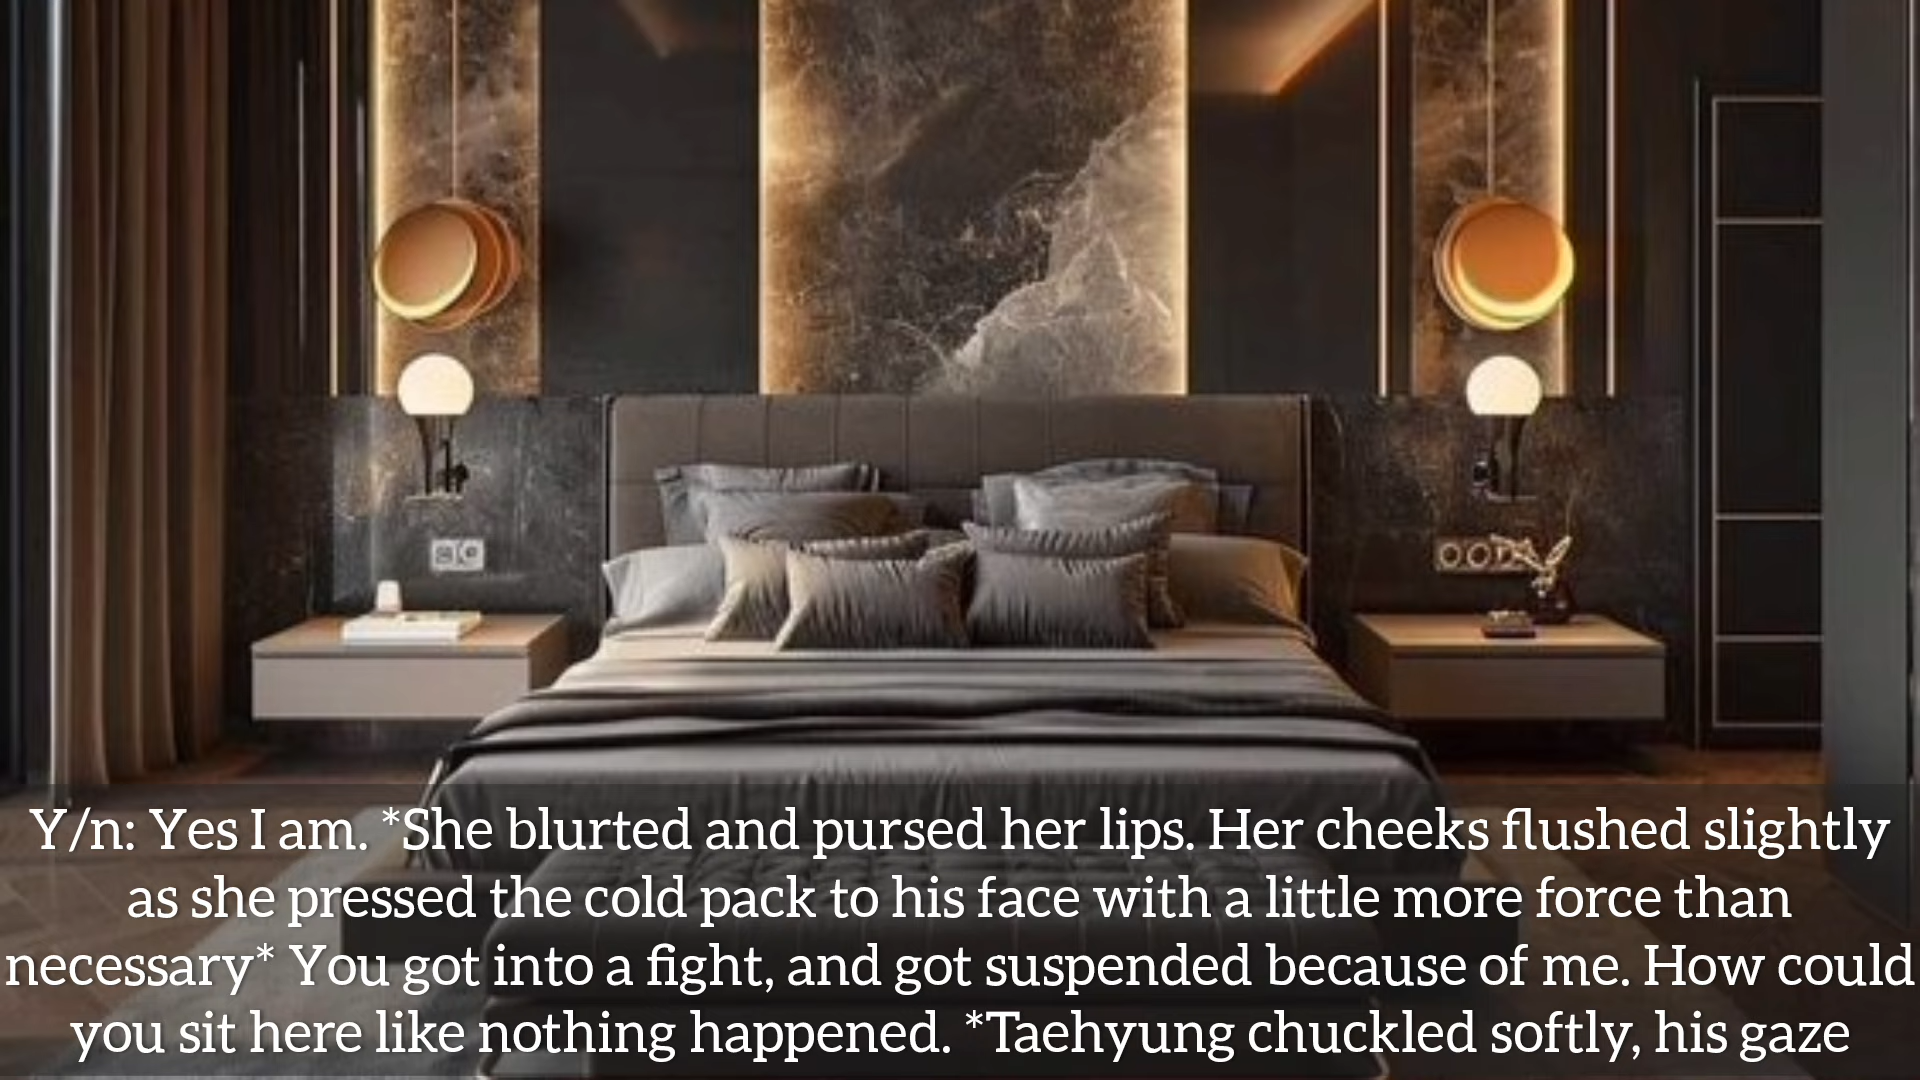 Y/n: Yes I am. *She blurted and pursed her lips. Her cheeks flushed slightly
as she pressed the cold pack to his face with a little more force than
necessary* You got into a fight, and got suspended because of me. How could
you sit here like nothing happened. *Taehyung chuckled softly, his gaze